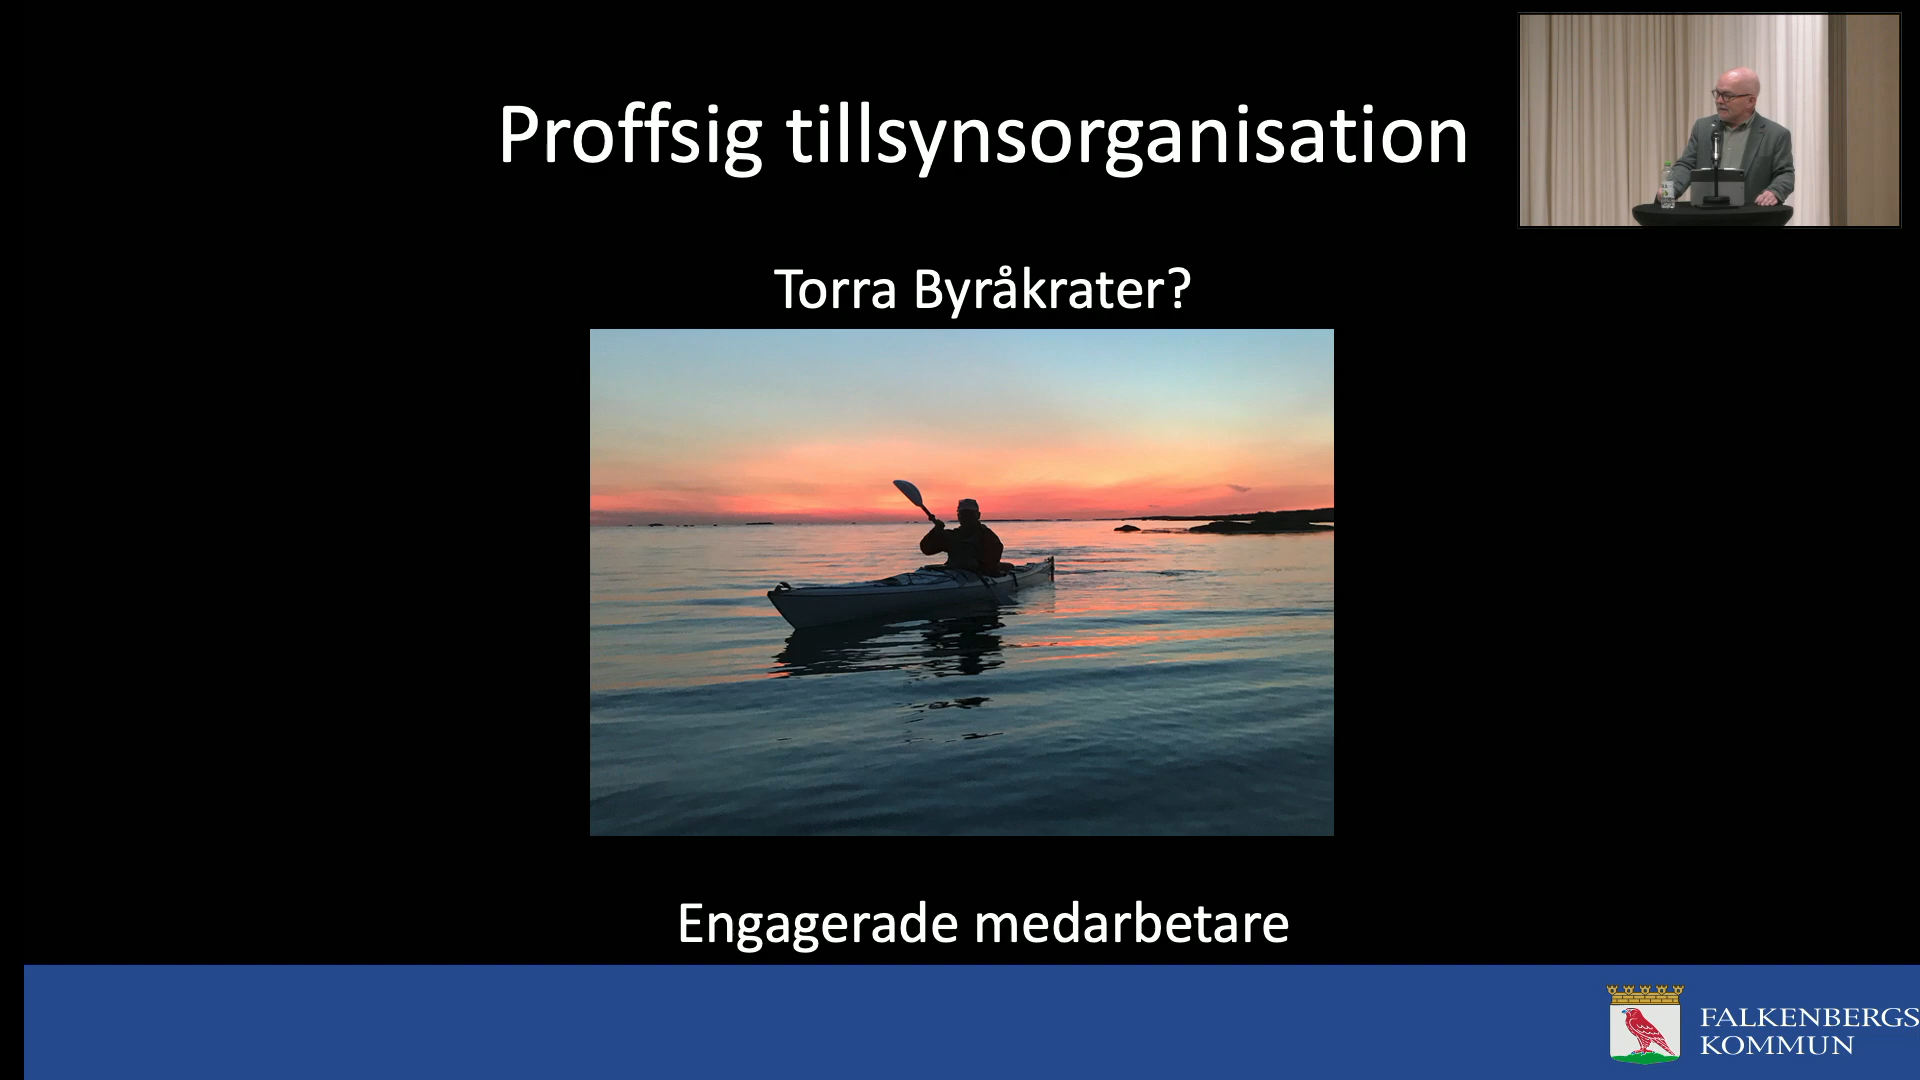 Proffsig tillsynsorganisation
Torra Byråkrater?
Engagerade medarbetare
FALKENBERGS
KOMMUN